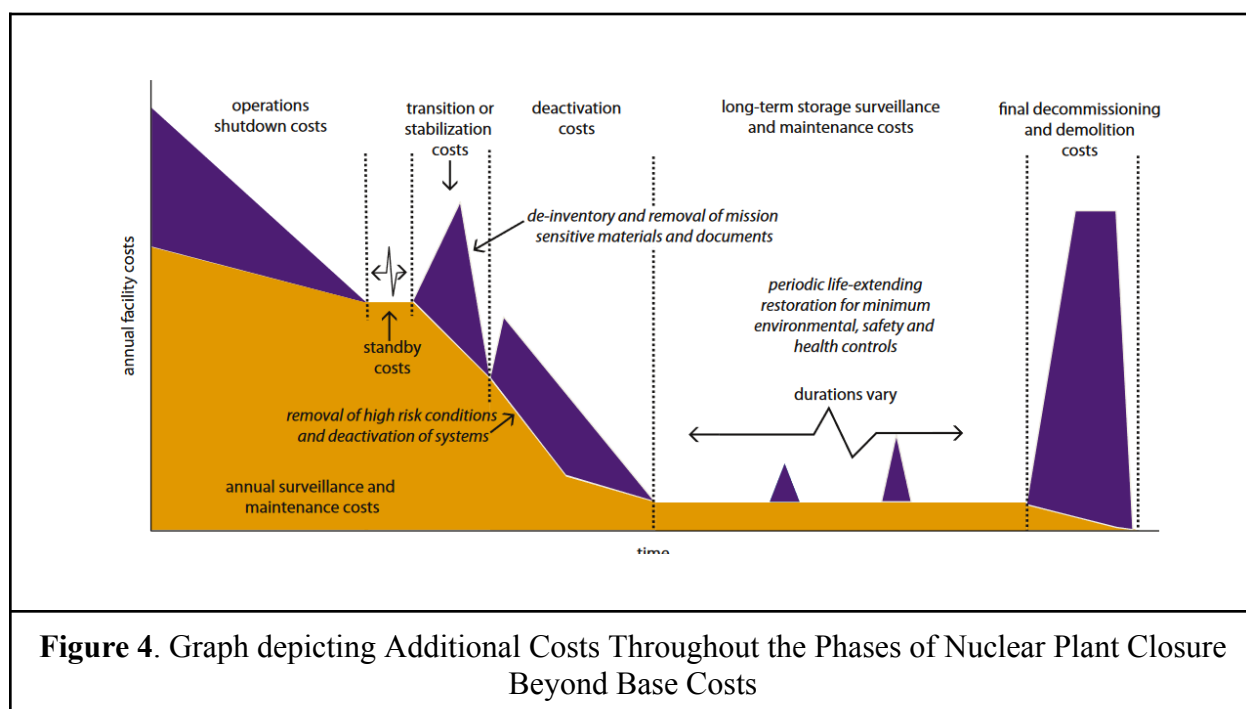 operations
shutdown costs
transition or
stabilization
costs
deactivation
costs
long-term storage surveillance
and maintenance costs
final decommissioning
and demolition
costs
annual facility costs
de-inventory and removal of mission
sensitive materials and documents
periodic life-extending
restoration for minimum
environmental, safety and
health controls
standby
costs
durations vary
removal of high risk conditions
and deactivation of systems
annual surveillance and
maintenance costs
time
Figure 4. Graph depicting Additional Costs Throughout the Phases of Nuclear Plant Closure
Beyond Base Costs